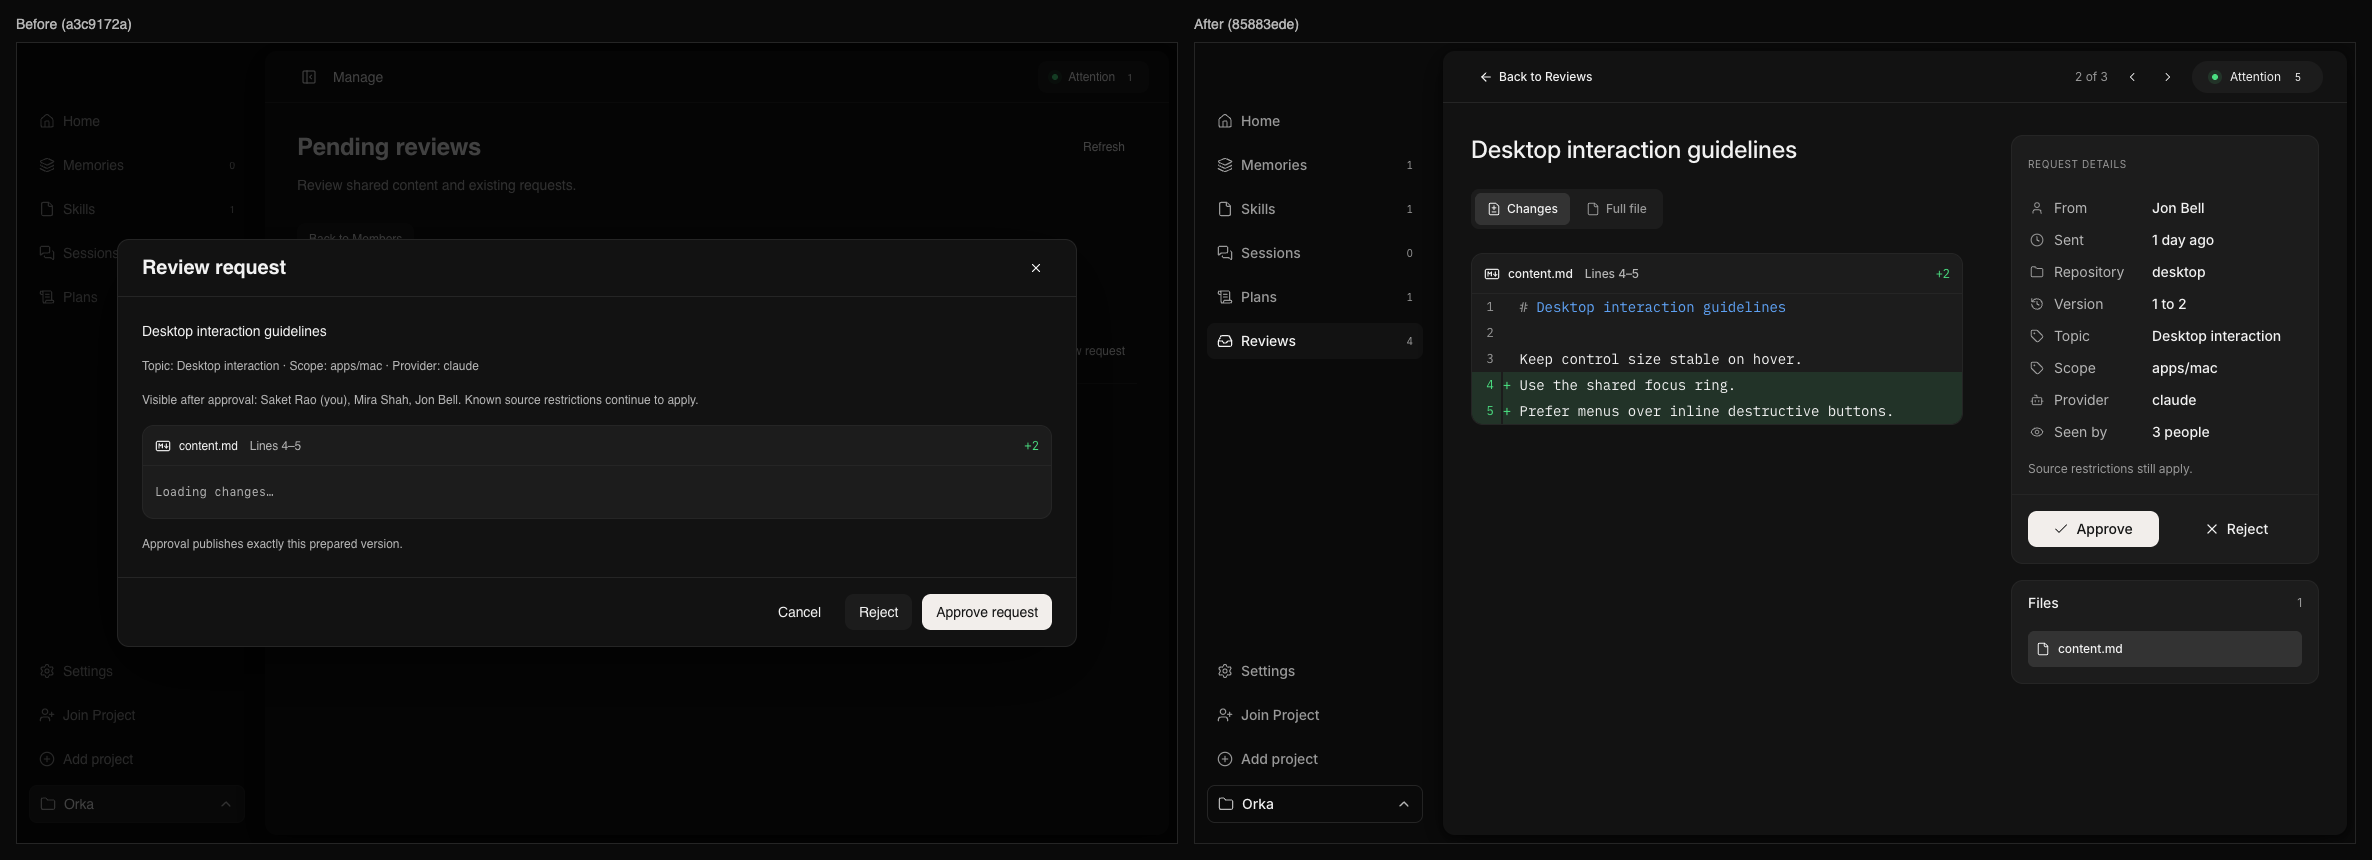 Before (a3c9172a)
Manage
Attention 1
Home
Memories 0
Skills 1
Sessions
Plans
Pending reviews
Refresh
Review shared content and existing requests.
Back to Members
w request
Review request
Desktop interaction guidelines
Topic: Desktop interaction · Scope: apps/mac · Provider: claude
Visible after approval: Saket Rao (you), Mira Shah, Jon Bell. Known source restrictions continue to apply.
content.md Lines 4–5 +2
Loading changes…
Approval publishes exactly this prepared version.
Cancel Reject Approve request
Settings
Join Project
Add project
Orka
After (85883ede)
Back to Reviews 2 of 3 Attention 5
Home
Memories 1
Skills 1
Sessions 0
Plans 1
Reviews 4
Settings
Join Project
Add project
Orka
Desktop interaction guidelines
Changes Full file
content.md Lines 4–5 +2
1 # Desktop interaction guidelines
2
3 Keep control size stable on hover.
4 + Use the shared focus ring.
5 + Prefer menus over inline destructive buttons.
REQUEST DETAILS
From Jon Bell
Sent 1 day ago
Repository desktop
Version 1 to 2
Topic Desktop interaction
Scope apps/mac
Provider claude
Seen by 3 people
Source restrictions still apply.
Approve Reject
Files 1
content.md